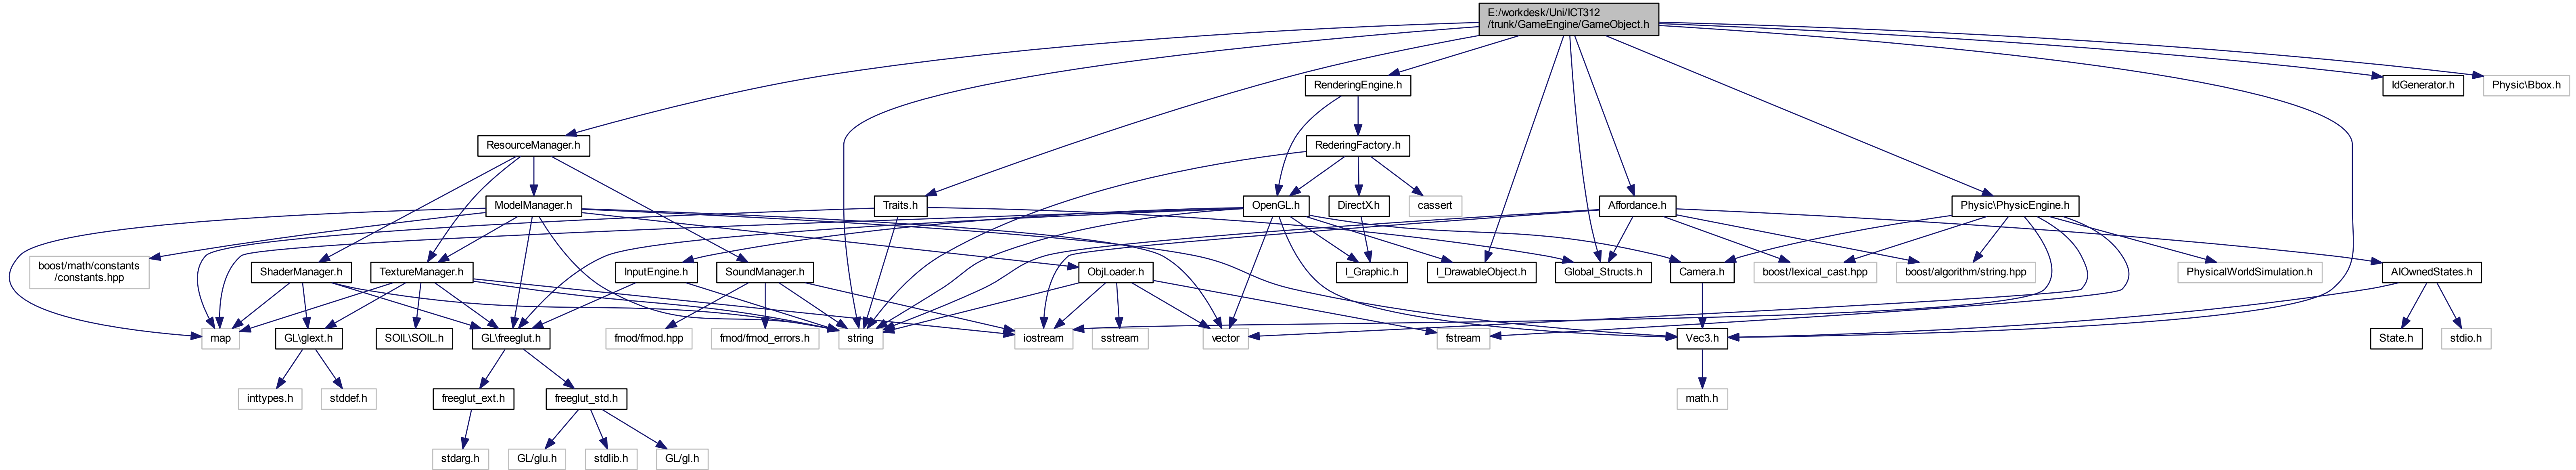 E:/workdesk/Uni/ICT312
/trunk/GameEngine/GameObject.h
RenderingEngine.h
IdGenerator.h
Physic\Bbox.h
ResourceManager.h
RederingFactory.h
ModelManager.h
Traits.h
OpenGL.h
DirectX.h
cassert
Affordance.h
Physic\PhysicEngine.h
boost/math/constants
/constants.hpp
ShaderManager.h
TextureManager.h
InputEngine.h
SoundManager.h
ObjLoader.h
I_Graphic.h
I_DrawableObject.h
Global_Structs.h
Camera.h
boost/lexical_cast.hpp
boost/algorithm/string.hpp
PhysicalWorldSimulation.h
AIOwnedStates.h
map
GL\glext.h
SOIL\SOIL.h
GL\freeglut.h
fmod/fmod.hpp
fmod/fmod_errors.h
string
iostream
sstream
vector
fstream
Vec3.h
State.h
stdio.h
inttypes.h
stddef.h
freeglut_ext.h
freeglut_std.h
math.h
stdarg.h
GL/glu.h
stdlib.h
GL/gl.h